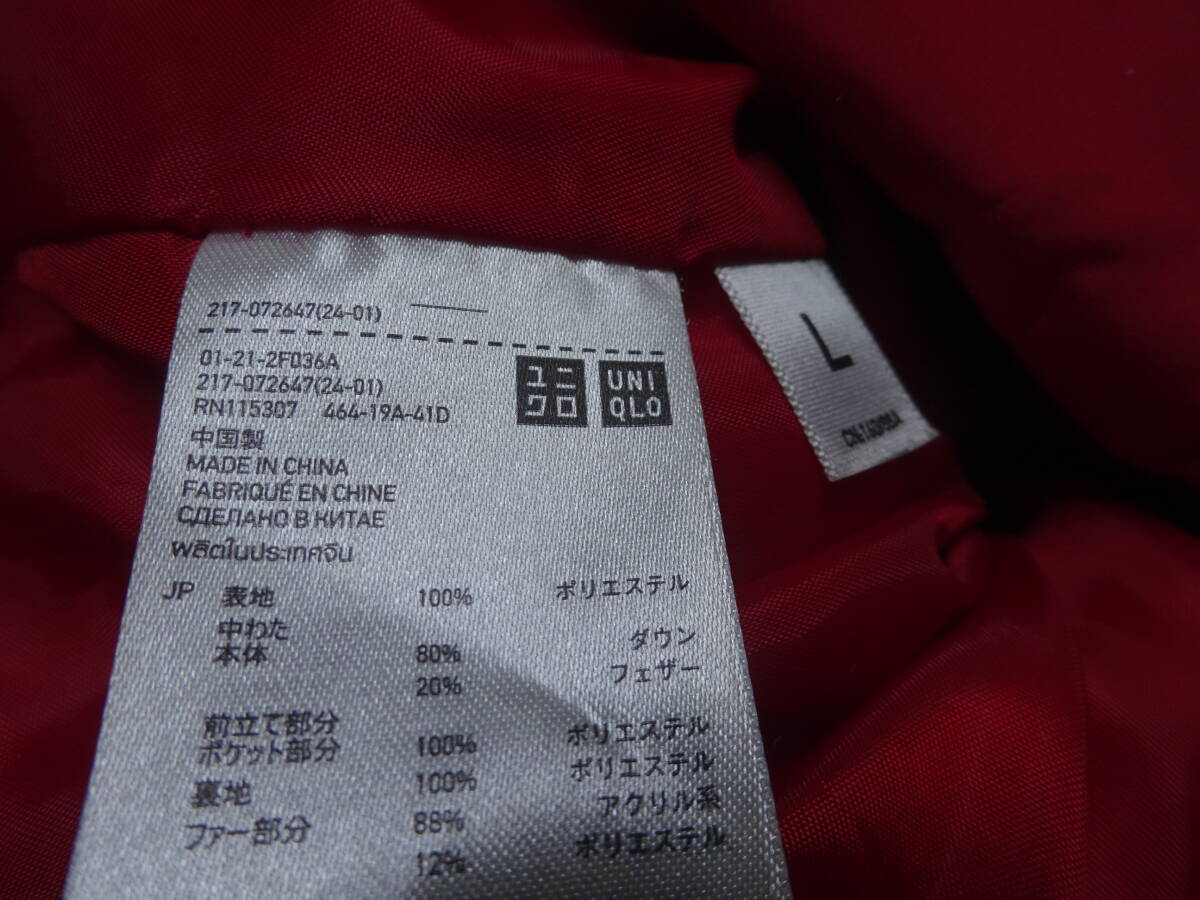 217-072647(24-01)
01-21-2F036A
217-072647(24-01)
RN115307 464-19A-41D
ユニ
クロ
UNI
QLO
中国製
MADE IN CHINA
FABRIQUÉ EN CHINE
СДЕЛАНО В КИТАЕ
ผลิตในประเทศจีน
JP 表地 100% ポリエステル
中わた
本体 80% ダウン
20% フェザー
前立て部分
ポケット部分 100% ポリエステル
裏地 100% ポリエステル
ファー部分 88% アクリル系
12% ポリエステル
L